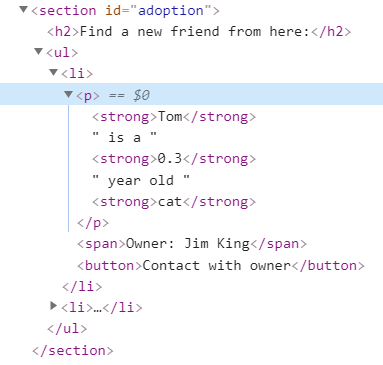 ▼<section id="adoption">
<h2>Find a new friend from here:</h2>
▼<ul>
▼<li>
▼<p> == $0
<strong>Tom</strong>
" is a "
<strong>0.3</strong>
" year old "
<strong>cat</strong>
</p>
<span>Owner: Jim King</span>
<button>Contact with owner</button>
</li>
▶<li>…</li>
</ul>
</section>